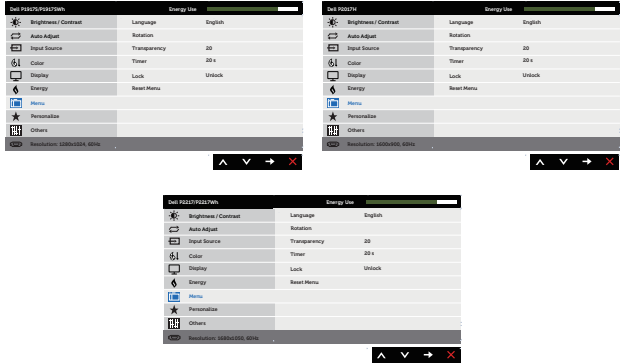 Dell P1917S/P1917SWh Energy Use
Brightness / Contrast Language English
Auto Adjust Rotation
Input Source Transparency 20
Color Timer 20 s
Display Lock Unlock
Energy Reset Menu
Menu
Personalize
Others
Resolution: 1280x1024, 60Hz
Dell P2017H Energy Use
Brightness / Contrast Language English
Auto Adjust Rotation
Input Source Transparency 20
Color Timer 20 s
Display Lock Unlock
Energy Reset Menu
Menu
Personalize
Others
Resolution: 1600x900, 60Hz
Dell P2217/P2217Wh Energy Use
Brightness / Contrast Language English
Auto Adjust Rotation
Input Source Transparency 20
Color Timer 20 s
Display Lock Unlock
Energy Reset Menu
Menu
Personalize
Others
Resolution: 1680x1050, 60Hz